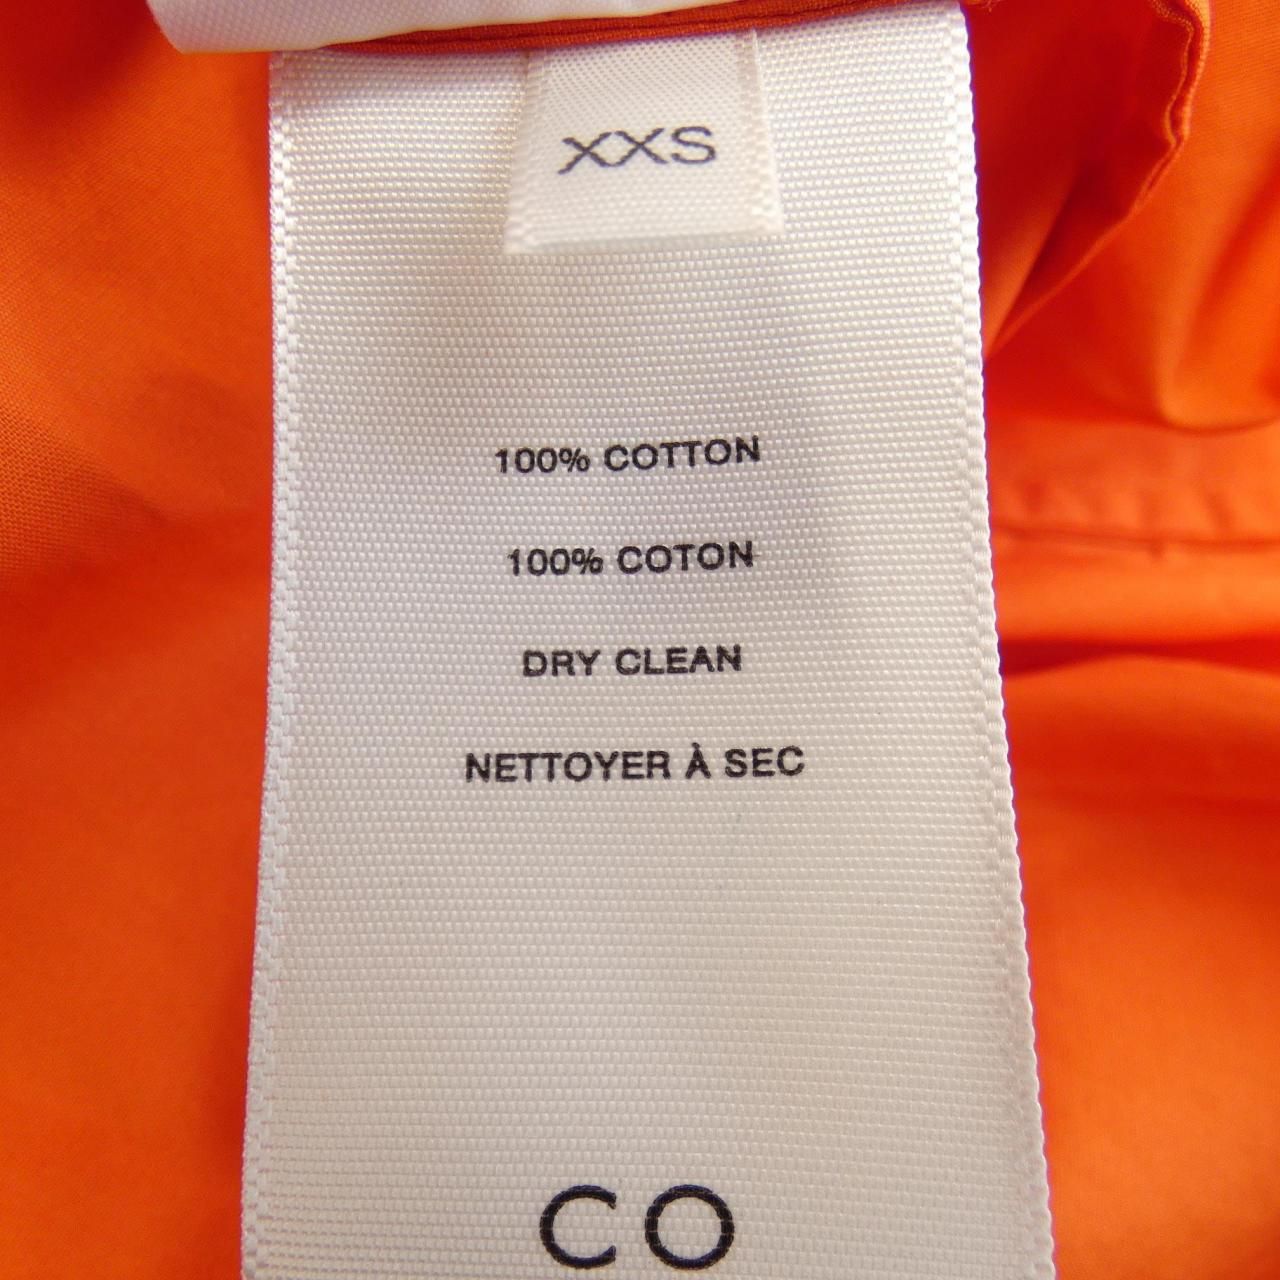 XXS
100% COTTON
100% COTON
DRY CLEAN
NETTOYER À SEC
CO